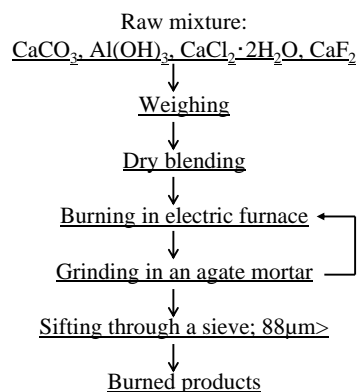 Raw mixture:
CaCO₃, Al(OH)₃, CaCl₂·2H₂O, CaF₂
Weighing
Dry blending
Burning in electric furnace
Grinding in an agate mortar
Sifting through a sieve; 88μm>
Burned products